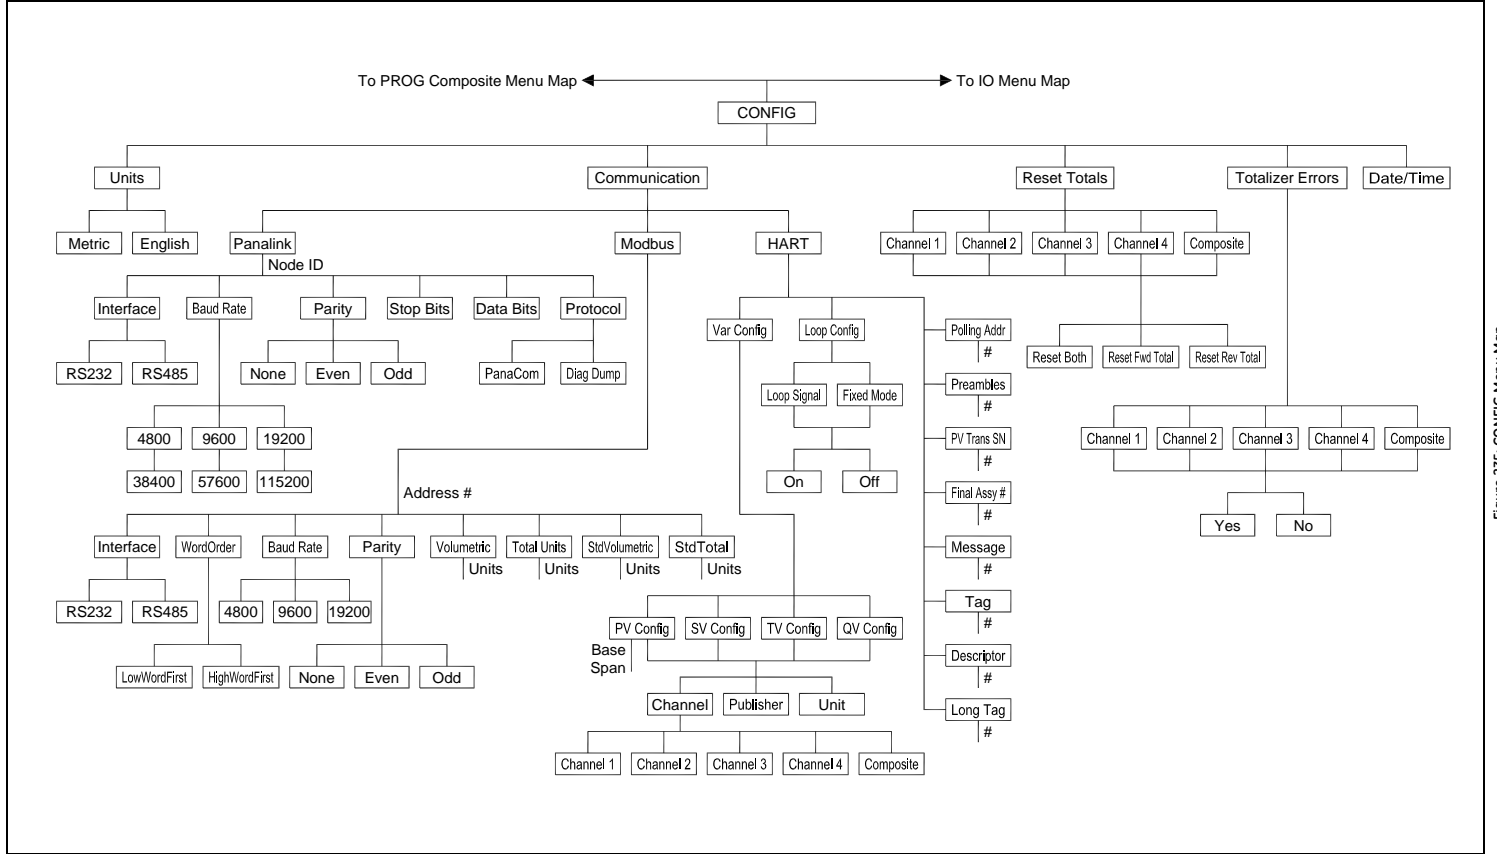 To PROG Composite Menu Map
To IO Menu Map
CONFIG
Units
Communication
Reset Totals
Totalizer Errors
Date/Time
Metric
English
Panalink
Modbus
HART
Channel 1
Channel 2
Channel 3
Channel 4
Composite
Node ID
Interface
Baud Rate
Parity
Stop Bits
Data Bits
Protocol
Var Config
Loop Config
Polling Addr
#
Reset Both
Reset Fwd Total
Reset Rev Total
RS232
RS485
None
Even
Odd
PanaCom
Diag Dump
Loop Signal
Fixed Mode
Preambles
#
4800
9600
19200
PV Trans SN
#
Channel 1
Channel 2
Channel 3
Channel 4
Composite
38400
57600
115200
On
Off
Address #
Final Assy #
#
Yes
No
Interface
WordOrder
Baud Rate
Parity
Volumetric
Total Units
StdVolumetric
StdTotal
Units
Units
Units
Units
Message
#
RS232
RS485
4800
9600
19200
Tag
#
PV Config
SV Config
TV Config
QV Config
Base
Span
Descriptor
#
LowWordFirst
HighWordFirst
None
Even
Odd
Channel
Publisher
Unit
Long Tag
#
Channel 1
Channel 2
Channel 3
Channel 4
Composite
Figure 235: CONFIG Menu Map